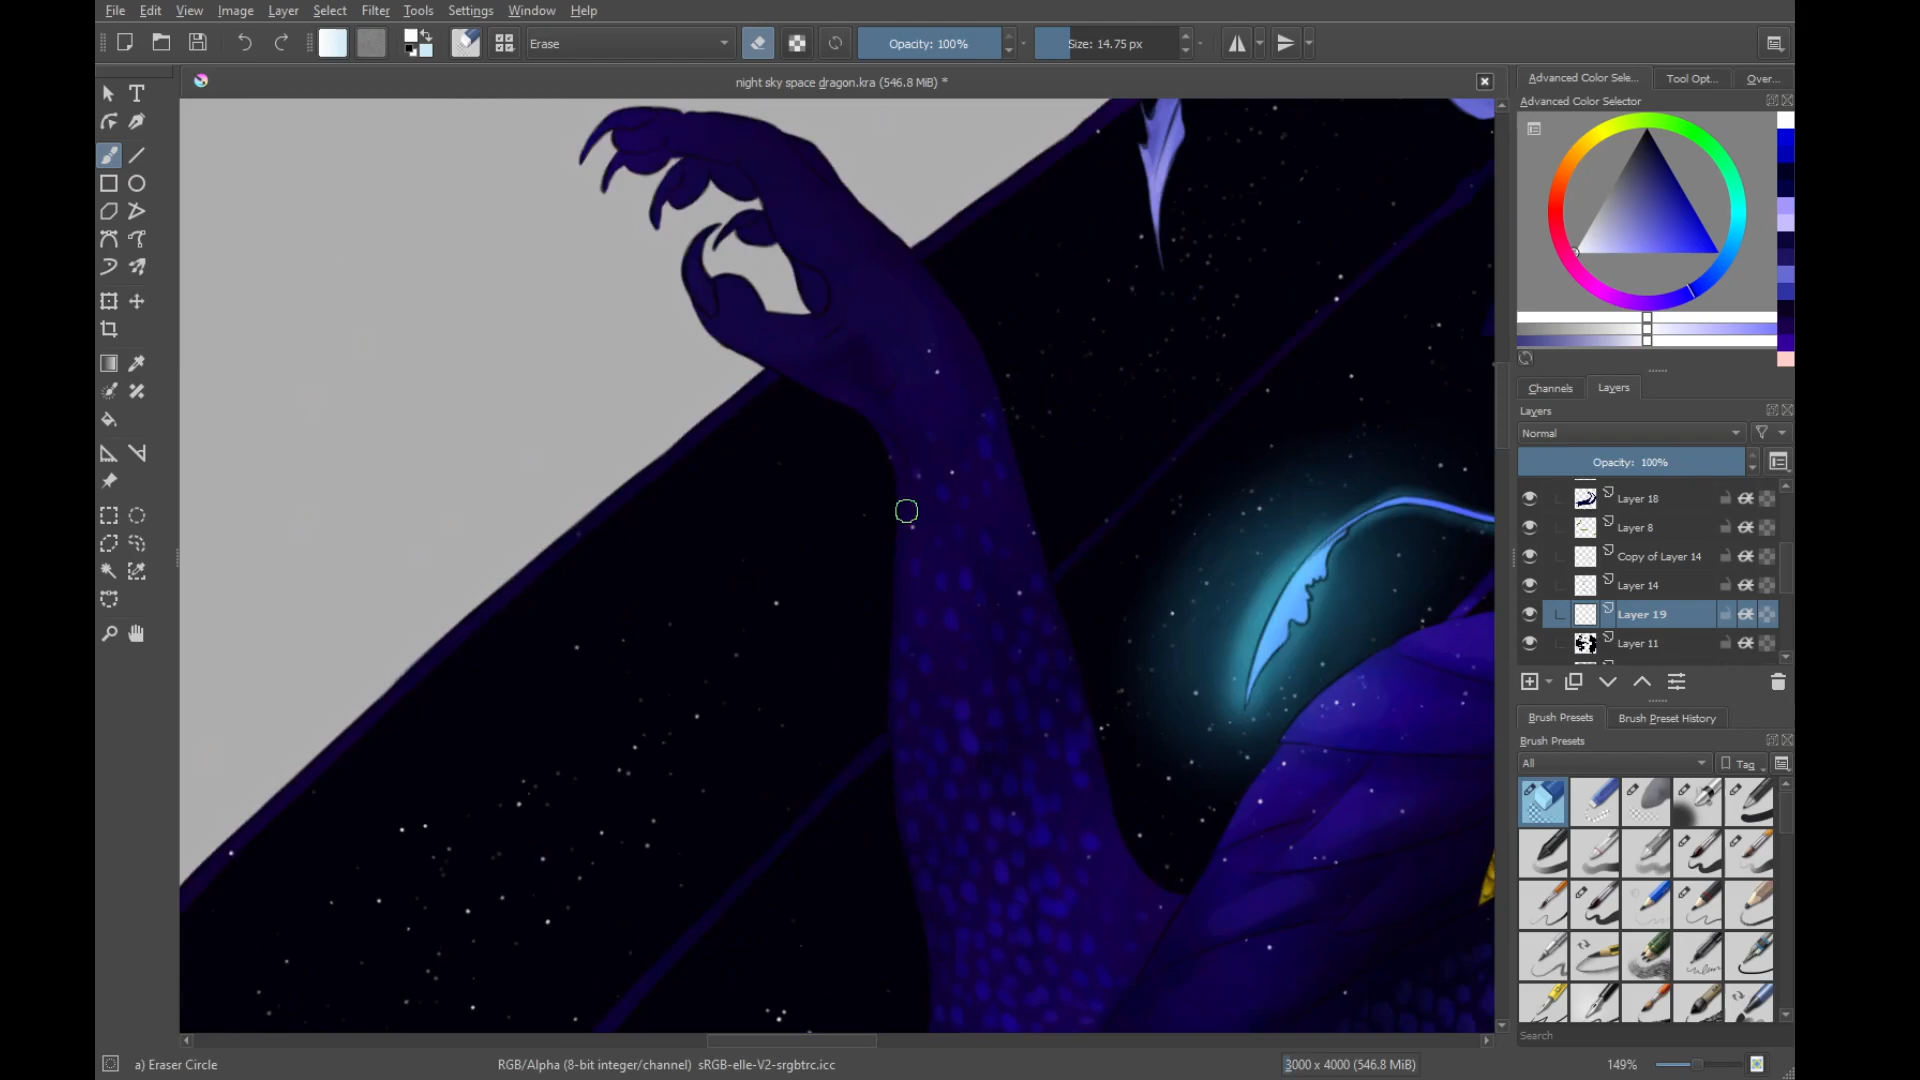 File Edit View Image Layer Select Filter Tools Settings Window Help
Erase
Opacity: 100%
Size: 14.75 px
night sky space dragon.kra (546.8 MiB) *
Advanced Color Sele...
Tool Opt...
Over...
Advanced Color Selector
Channels
Layers
Layers
Normal
Opacity: 100%
Layer 18
Layer 8
Copy of Layer 14
Layer 14
Layer 19
Layer 11
Brush Presets
Brush Preset History
Brush Presets
All
Tag
Search
a) Eraser Circle
RGB/Alpha (8-bit integer/channel) sRGB-elle-V2-srgbtrc.icc
3000 x 4000 (546.8 MiB)
149%